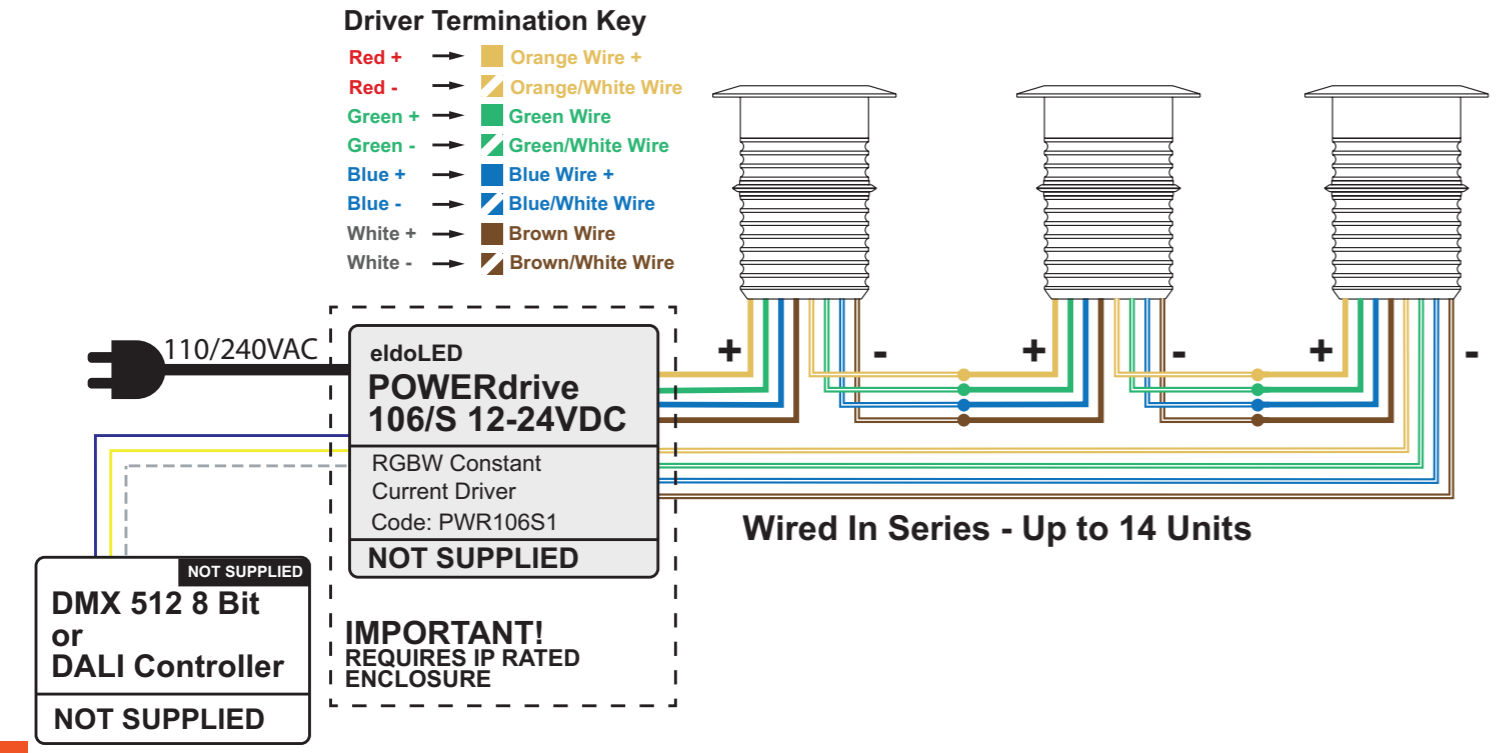 Driver Termination Key
Red + Orange Wire +
Red - Orange/White Wire
Green + Green Wire
Green - Green/White Wire
Blue + Blue Wire +
Blue - Blue/White Wire
White + Brown Wire
White - Brown/White Wire
110/240VAC
eldoLED
POWERdrive
106/S 12-24VDC
RGBW Constant
Current Driver
Code: PWR106S1
NOT SUPPLIED
+ - + - + -
Wired In Series - Up to 14 Units
NOT SUPPLIED
DMX 512 8 Bit
or
DALI Controller
NOT SUPPLIED
IMPORTANT!
REQUIRES IP RATED
ENCLOSURE